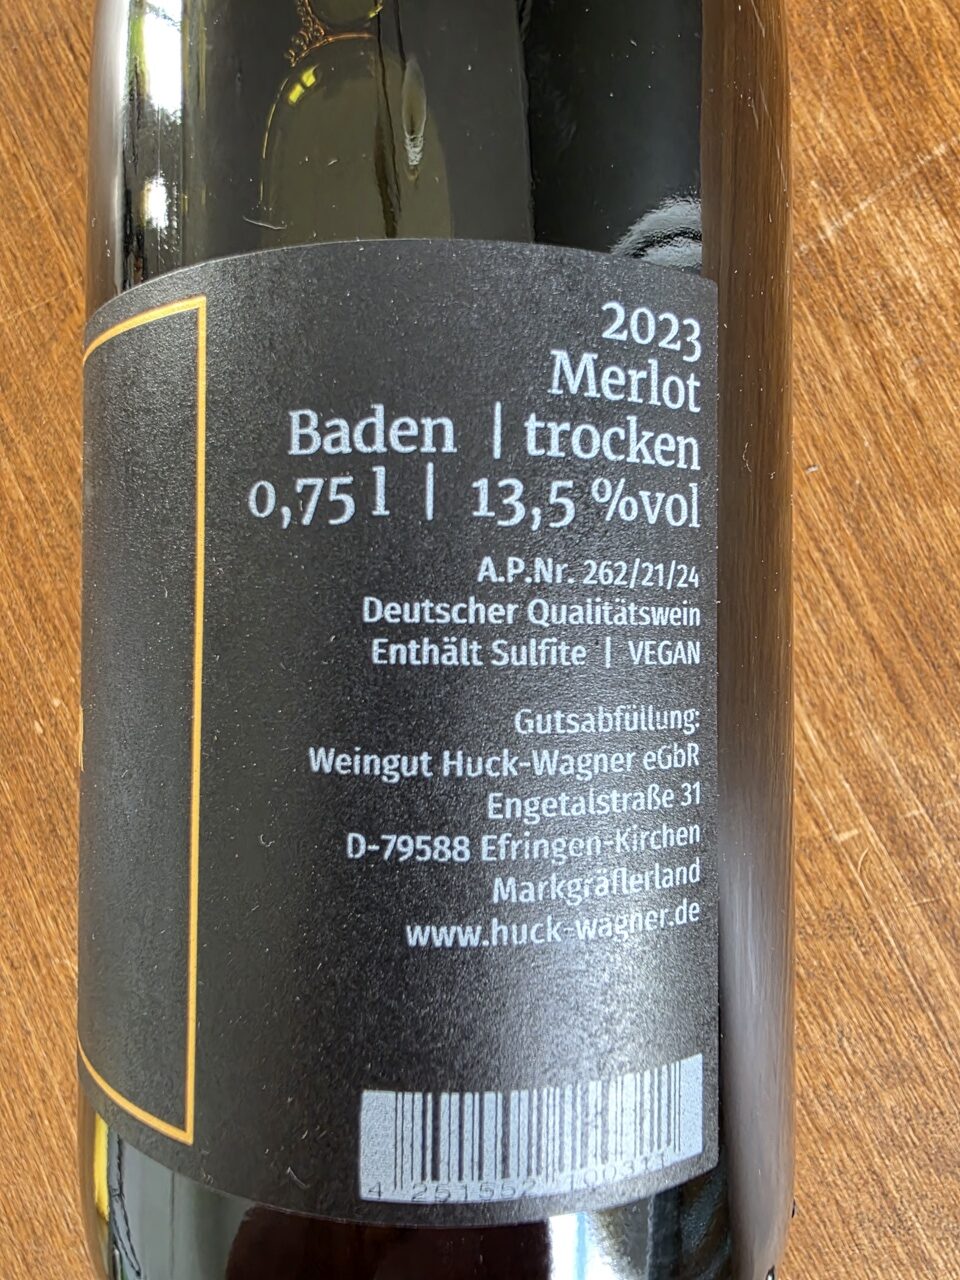 2023
Merlot
Baden | trocken
0,75 l | 13,5 %vol
A.P.Nr. 262/21/24
Deutscher Qualitätswein
Enthält Sulfite | VEGAN
Gutsabfüllung:
Weingut Huck-Wagner eGbR
Engetalstraße 31
D-79588 Efringen-Kirchen
Markgräflerland
www.huck-wagner.de